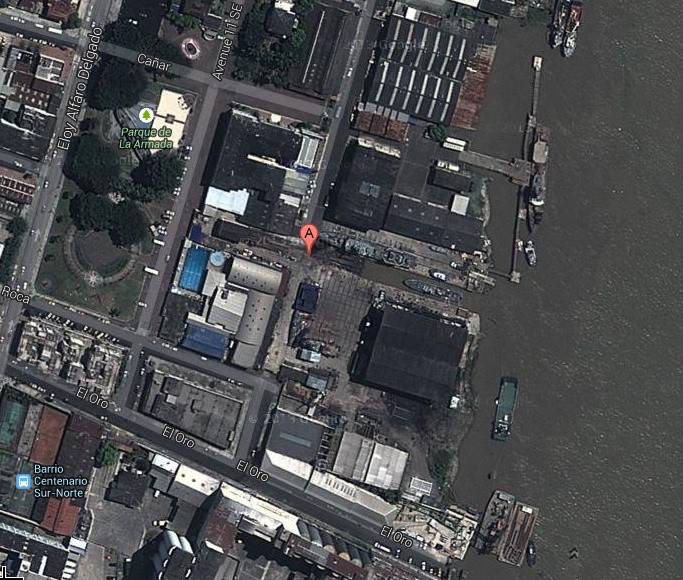 Cañar
Avenue 11 SE
Eloy Alfaro Delgado
Parque de
La Armada
A
Roca
El Oro
El Oro
El Oro
El Oro
Barrio
Centenario
Sur-Norte